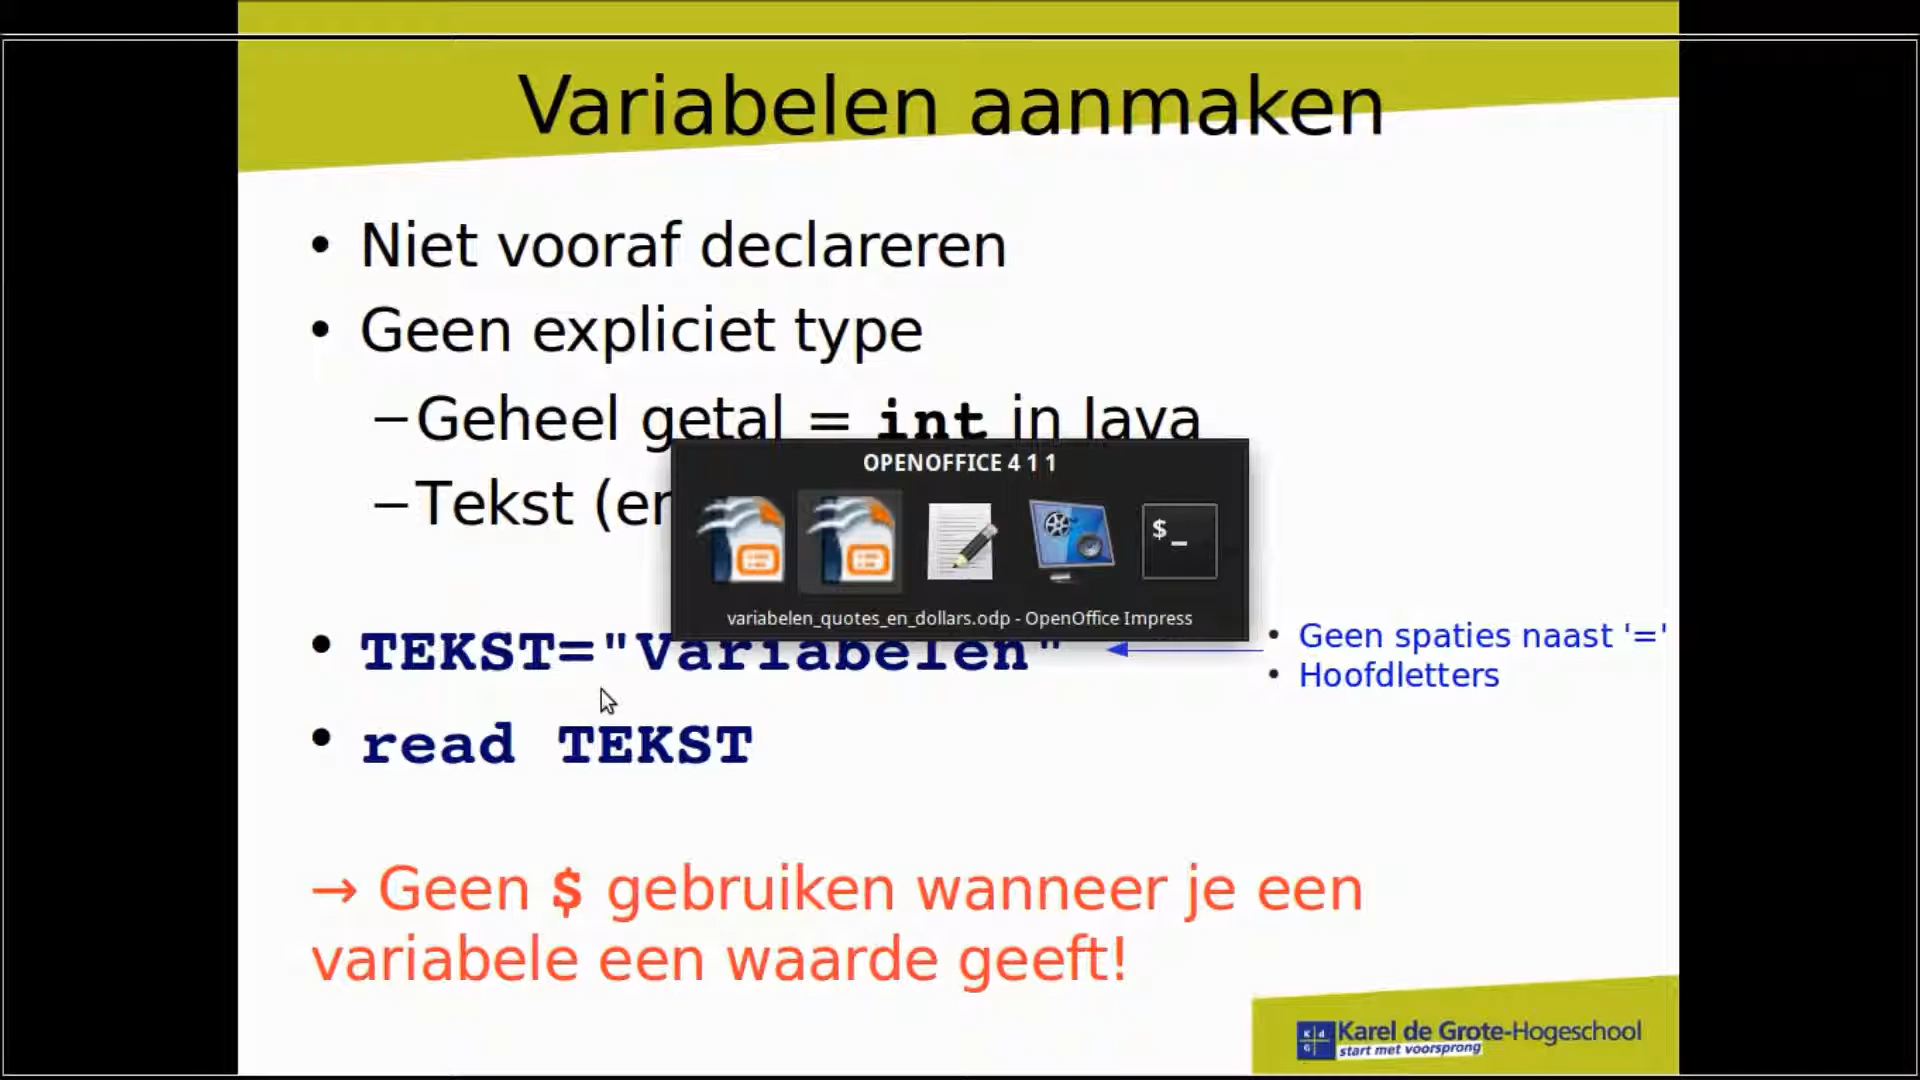 Variabelen aanmaken
• Niet vooraf declareren
• Geen expliciet type
–Geheel getal = int in Java
–Tekst (en
OPENOFFICE 4 1 1
$_
variabelen_quotes_en_dollars.odp - OpenOffice Impress
• TEKST="Variabelen"
• Geen spaties naast '='
• Hoofdletters
• read TEKST
→ Geen $ gebruiken wanneer je een
variabele een waarde geeft!
K d G
Karel de Grote-Hogeschool
start met voorsprong